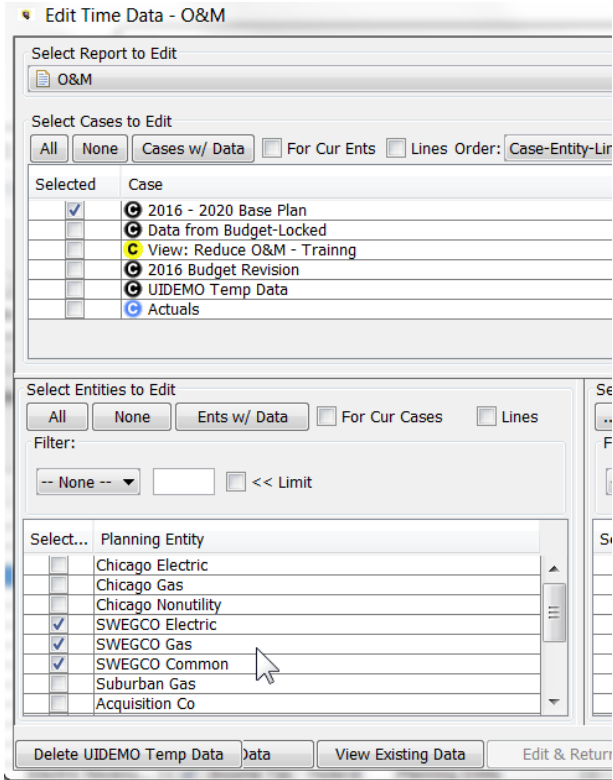 Edit Time Data - O&M
Select Report to Edit
O&M
Select Cases to Edit
All None Cases w/ Data For Cur Ents Lines Order: Case-Entity-Lin
Selected Case
2016 - 2020 Base Plan
Data from Budget-Locked
View: Reduce O&M - Trainng
2016 Budget Revision
UIDEMO Temp Data
Actuals
Select Entities to Edit
All None Ents w/ Data For Cur Cases Lines
Filter:
-- None -- << Limit
Select... Planning Entity
Chicago Electric
Chicago Gas
Chicago Nonutility
SWEGCO Electric
SWEGCO Gas
SWEGCO Common
Suburban Gas
Acquisition Co
Delete UIDEMO Temp Data Data View Existing Data Edit & Return